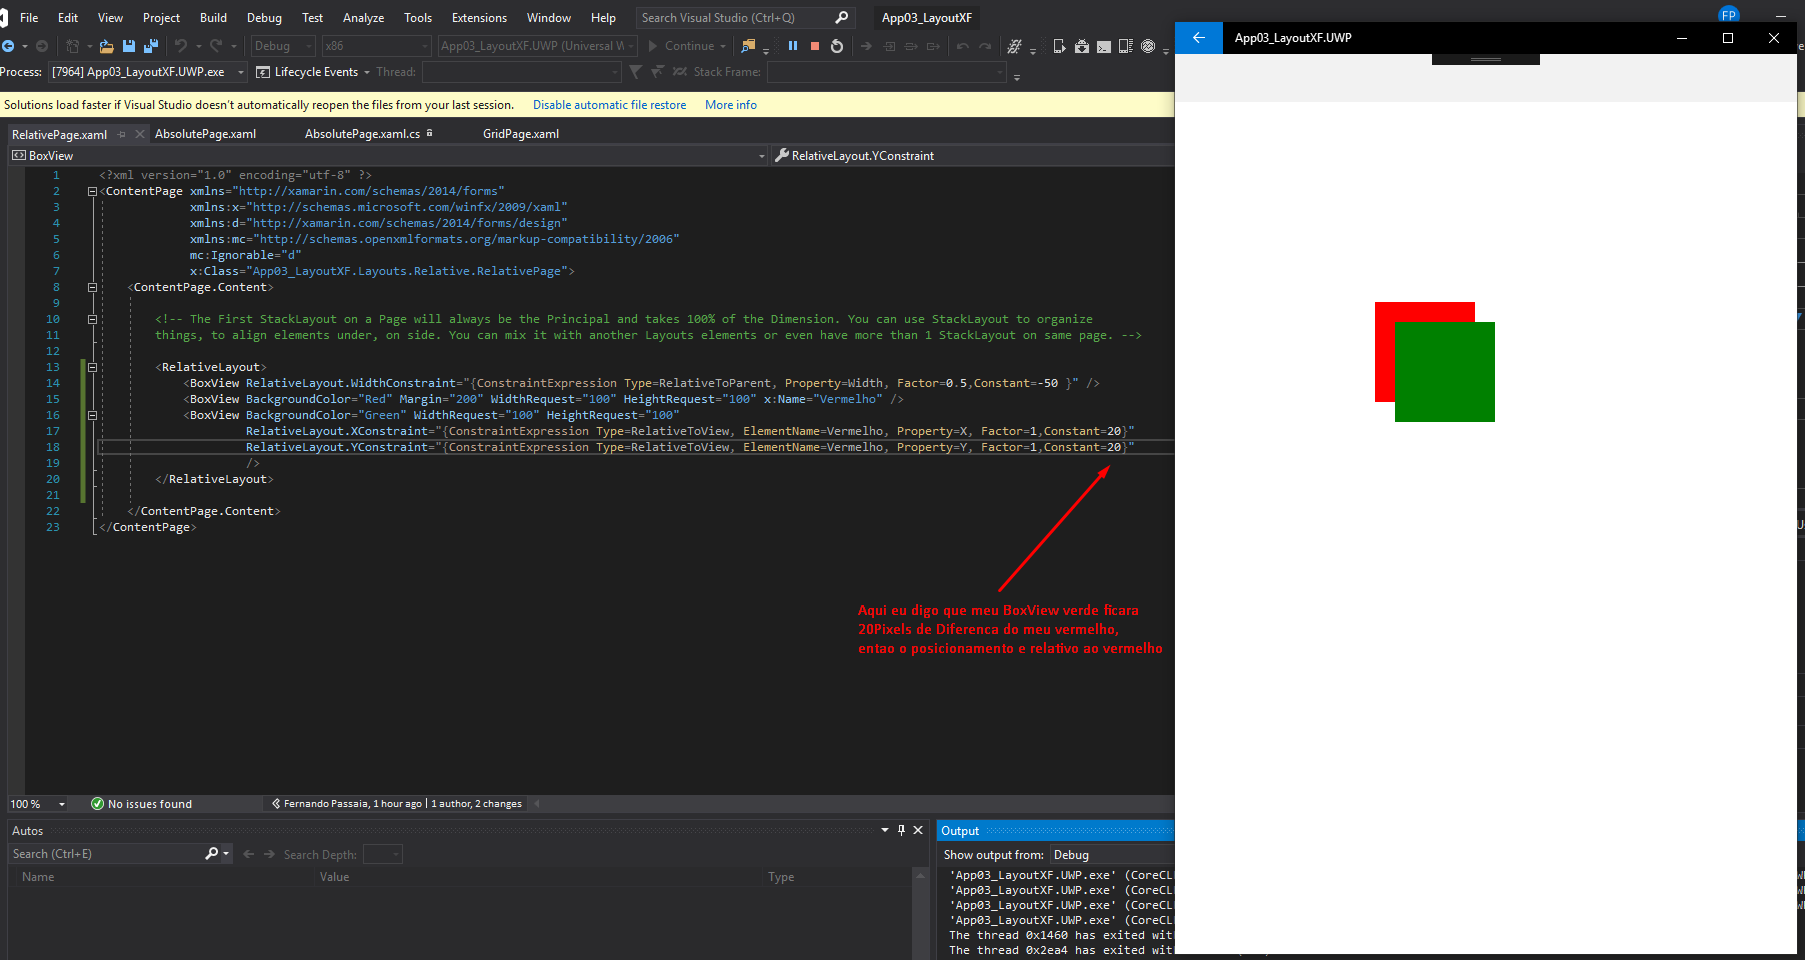 File Edit View Project Build Debug Test Analyze Tools Extensions Window Help Search Visual Studio (Ctrl+Q) App03_LayoutXF FP
Debug x86 App03_LayoutXF.UWP (Universal W Continue
Process: [7964] App03_LayoutXF.UWP.exe Lifecycle Events Thread: Stack Frame:
Solutions load faster if Visual Studio doesn't automatically reopen the files from your last session. Disable automatic file restore More info
RelativePage.xaml AbsolutePage.xaml AbsolutePage.xaml.cs GridPage.xaml
BoxView RelativeLayout.YConstraint
1 <?xml version="1.0" encoding="utf-8" ?>
2 <ContentPage xmlns="http://xamarin.com/schemas/2014/forms"
3 xmlns:x="http://schemas.microsoft.com/winfx/2009/xaml"
4 xmlns:d="http://xamarin.com/schemas/2014/forms/design"
5 xmlns:mc="http://schemas.openxmlformats.org/markup-compatibility/2006"
6 mc:Ignorable="d"
7 x:Class="App03_LayoutXF.Layouts.Relative.RelativePage">
8 <ContentPage.Content>
9
10 <!-- The First StackLayout on a Page will always be the Principal and takes 100% of the Dimension. You can use StackLayout to organize
11 things, to align elements under, on side. You can mix it with another Layouts elements or even have more than 1 StackLayout on same page. -->
12
13 <RelativeLayout>
14 <BoxView RelativeLayout.WidthConstraint="{ConstraintExpression Type=RelativeToParent, Property=Width, Factor=0.5,Constant=-50 }" />
15 <BoxView BackgroundColor="Red" Margin="200" WidthRequest="100" HeightRequest="100" x:Name="Vermelho" />
16 <BoxView BackgroundColor="Green" WidthRequest="100" HeightRequest="100"
17 RelativeLayout.XConstraint="{ConstraintExpression Type=RelativeToView, ElementName=Vermelho, Property=X, Factor=1,Constant=20}"
18 RelativeLayout.YConstraint="{ConstraintExpression Type=RelativeToView, ElementName=Vermelho, Property=Y, Factor=1,Constant=20}"
19 />
20 </RelativeLayout>
21
22 </ContentPage.Content>
23 </ContentPage>
Aqui eu digo que meu BoxView verde ficara
20Pixels de Diferenca do meu vermelho,
entao o posicionamento e relativo ao vermelho
100 % No issues found Fernando Passaia, 1 hour ago | 1 author, 2 changes
Autos
Search (Ctrl+E) Search Depth:
Name Value Type
Output
Show output from: Debug
'App03_LayoutXF.UWP.exe' (CoreCL
'App03_LayoutXF.UWP.exe' (CoreCL
'App03_LayoutXF.UWP.exe' (CoreCL
'App03_LayoutXF.UWP.exe' (CoreCL
The thread 0x1460 has exited wit
The thread 0x2ea4 has exited wit
App03_LayoutXF.UWP